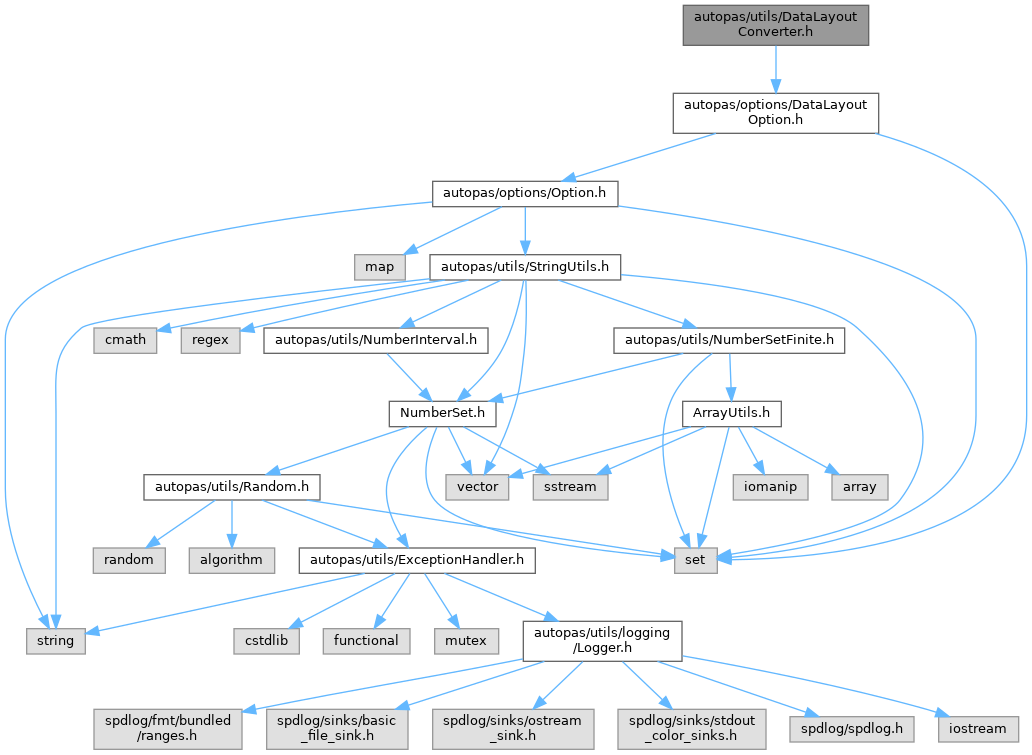 autopas/utils/DataLayout
Converter.h
autopas/options/DataLayout
Option.h
autopas/options/Option.h
map
autopas/utils/StringUtils.h
cmath
regex
autopas/utils/NumberInterval.h
autopas/utils/NumberSetFinite.h
NumberSet.h
ArrayUtils.h
autopas/utils/Random.h
vector
sstream
iomanip
array
random
algorithm
autopas/utils/ExceptionHandler.h
set
string
cstdlib
functional
mutex
autopas/utils/logging
/Logger.h
spdlog/fmt/bundled
/ranges.h
spdlog/sinks/basic
_file_sink.h
spdlog/sinks/ostream
_sink.h
spdlog/sinks/stdout
_color_sinks.h
spdlog/spdlog.h
iostream